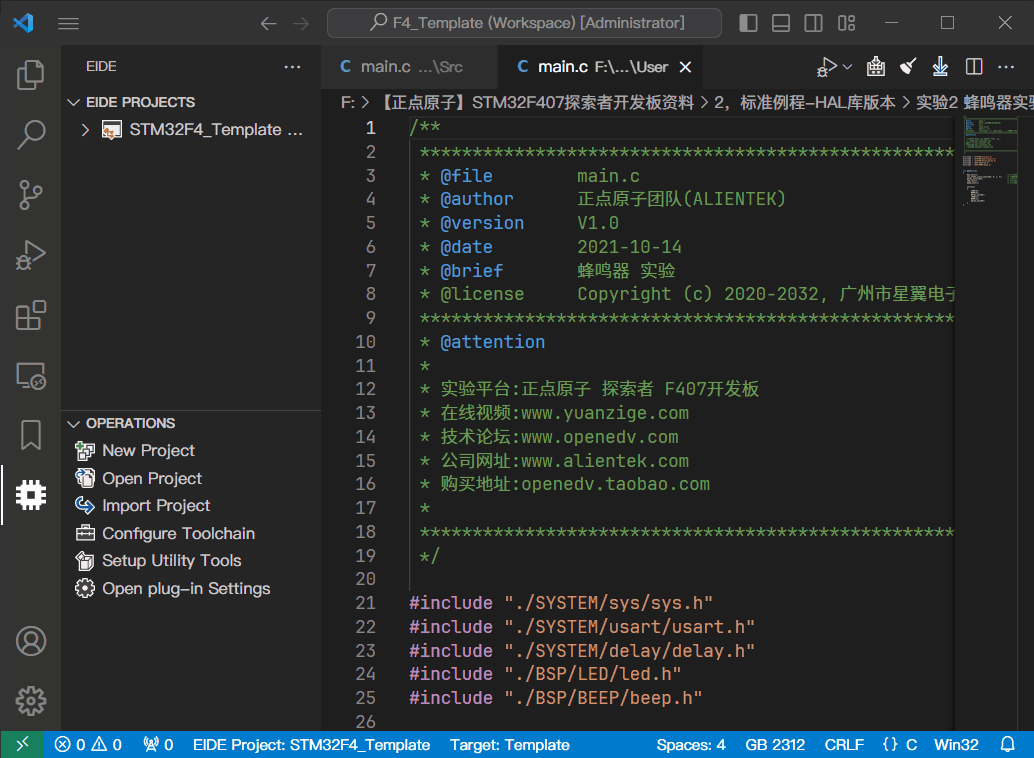 F4_Template (Workspace) [Administrator]
EIDE
main.c ...\Src
main.c F:\...\User
EIDE PROJECTS
STM32F4_Template ...
F: > 【正点原子】STM32F407探索者开发板资料 > 2，标准例程-HAL库版本 > 实验2 蜂鸣器实验
1 /**
2 ***************************************************
3 * @file main.c
4 * @author 正点原子团队(ALIENTEK)
5 * @version V1.0
6 * @date 2021-10-14
7 * @brief 蜂鸣器 实验
8 * @license Copyright (c) 2020-2032, 广州市星翼电子
9 ***************************************************
10 * @attention
11 *
12 * 实验平台:正点原子 探索者 F407开发板
13 * 在线视频:www.yuanzige.com
14 * 技术论坛:www.openedv.com
15 * 公司网址:www.alientek.com
16 * 购买地址:openedv.taobao.com
17 *
18 ***************************************************
19 */
20
21 #include "./SYSTEM/sys/sys.h"
22 #include "./SYSTEM/usart/usart.h"
23 #include "./SYSTEM/delay/delay.h"
24 #include "./BSP/LED/led.h"
25 #include "./BSP/BEEP/beep.h"
26
OPERATIONS
New Project
Open Project
Import Project
Configure Toolchain
Setup Utility Tools
Open plug-in Settings
0 0 0 EIDE Project: STM32F4_Template Target: Template Spaces: 4 GB 2312 CRLF {} C Win32